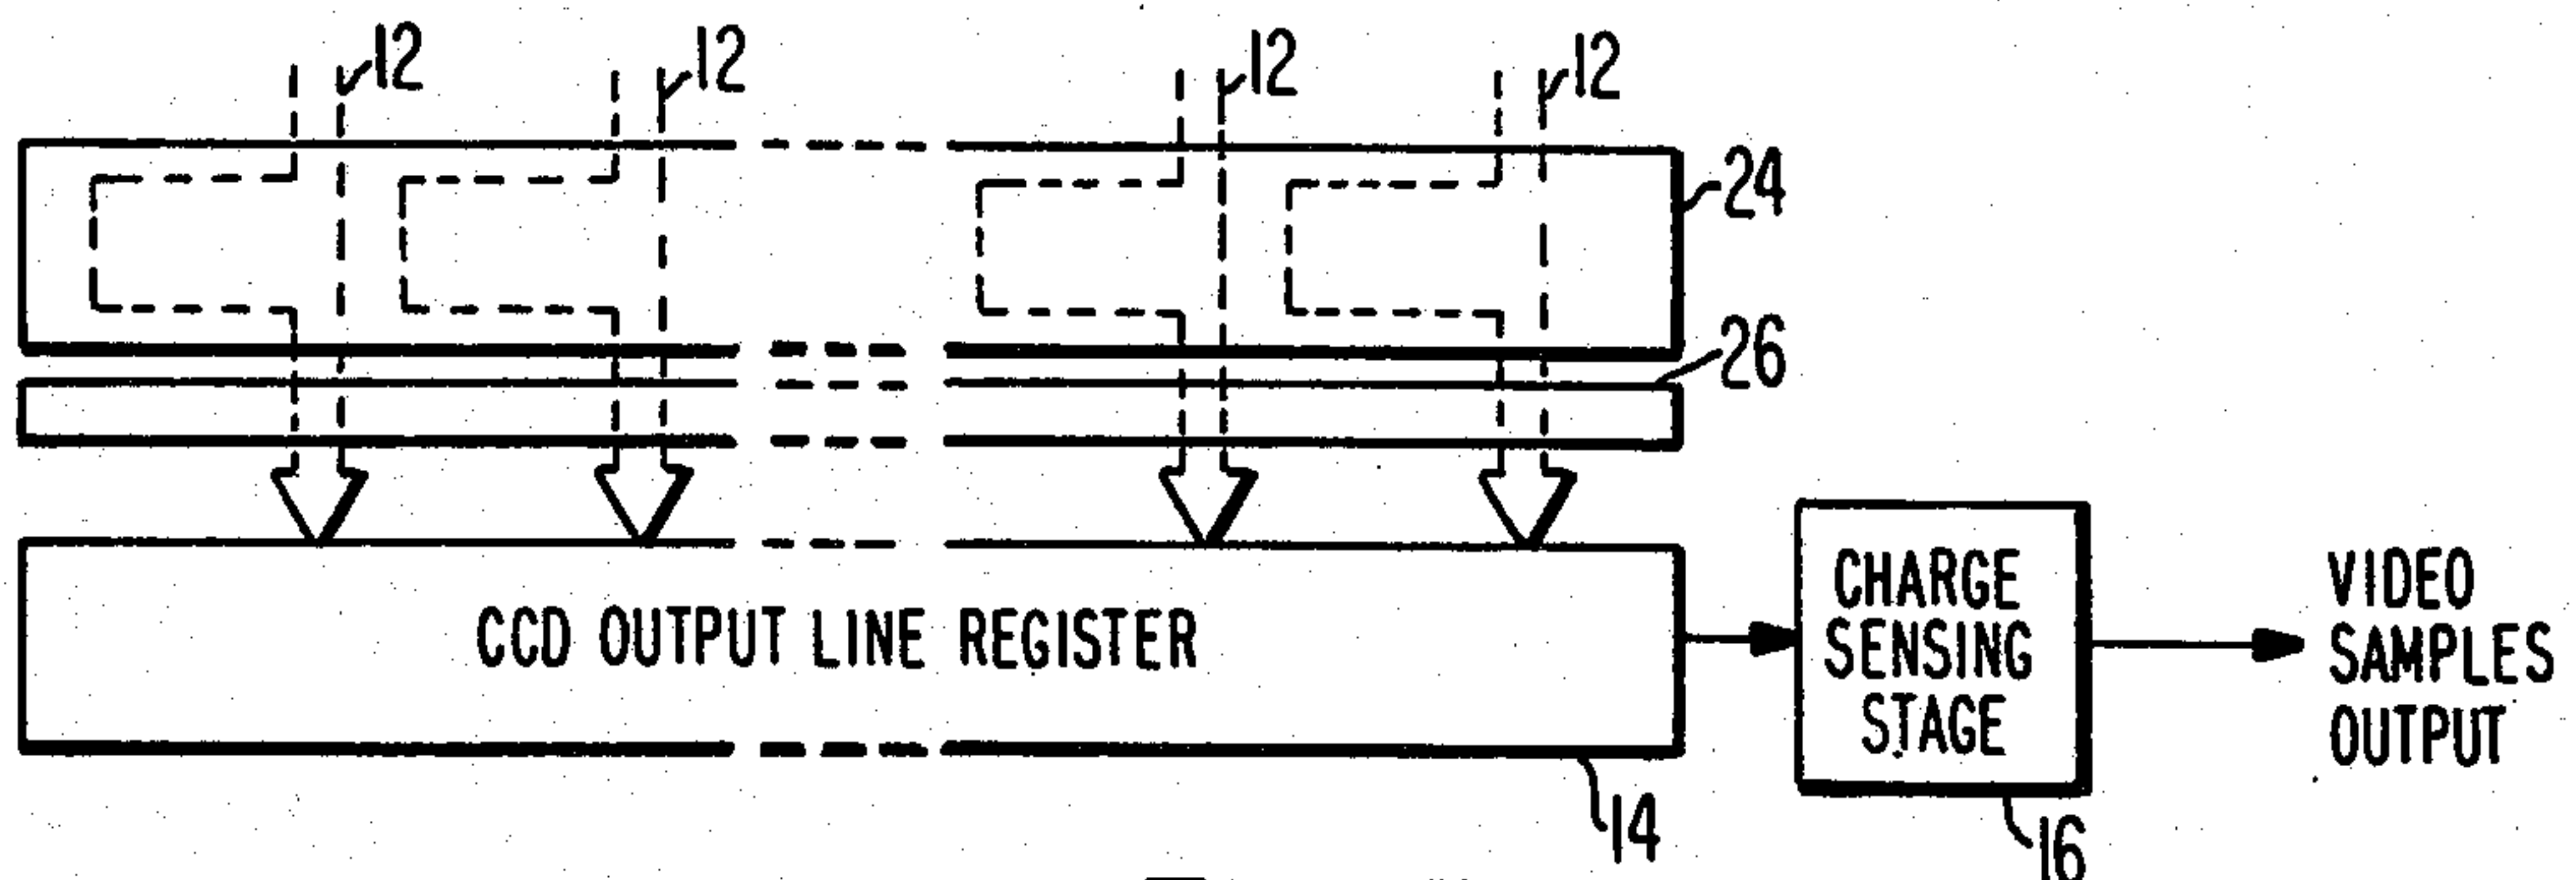 12 12 12 12
24
26
CCD OUTPUT LINE REGISTER
CHARGE
SENSING
STAGE
VIDEO
SAMPLES
OUTPUT
14
16